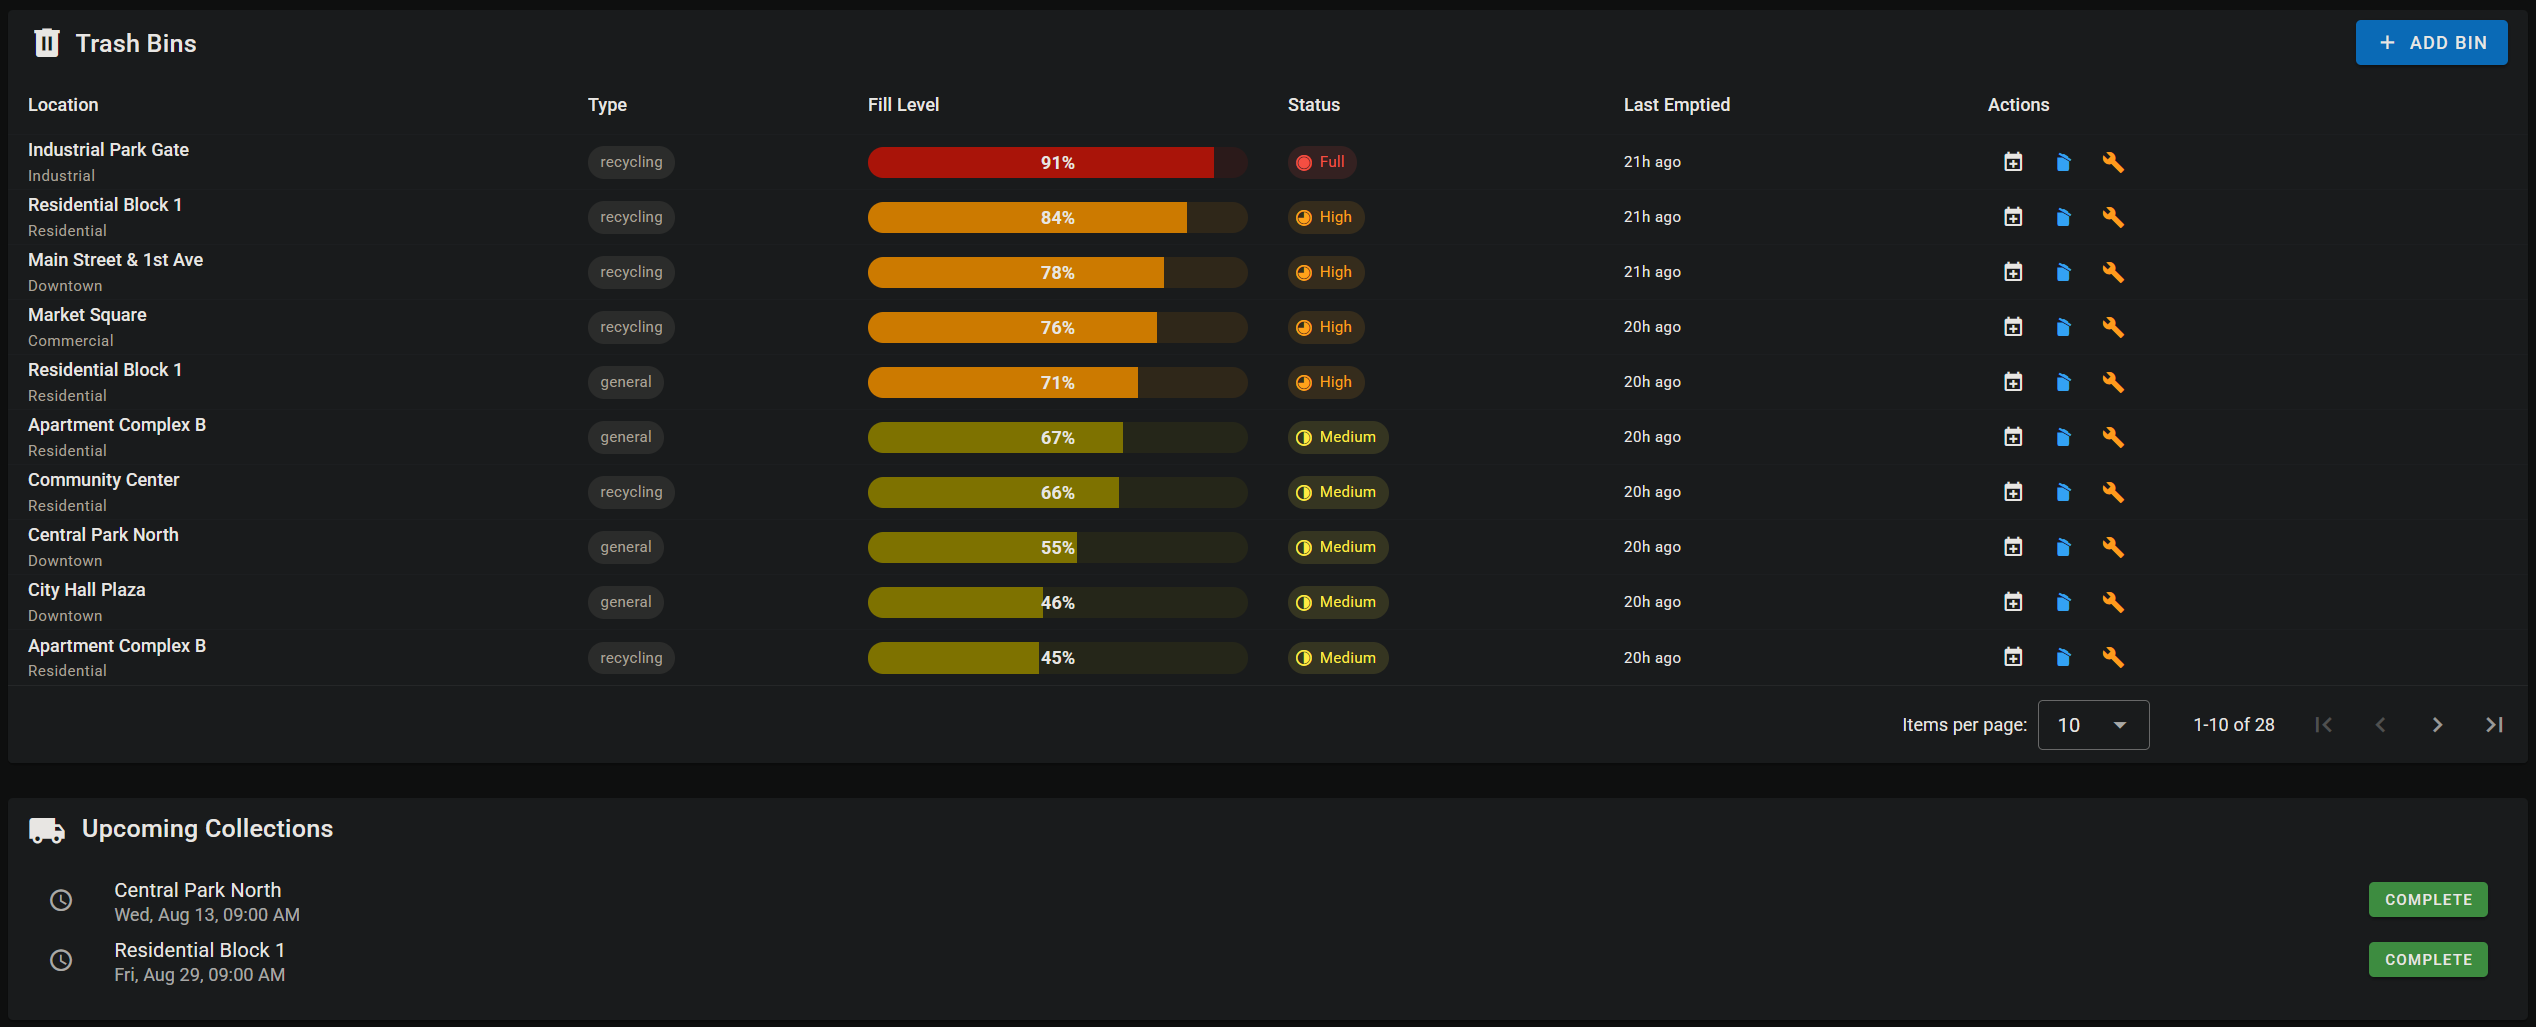 Trash Bins
+ ADD BIN
Location Type Fill Level Status Last Emptied Actions
Industrial Park Gate
Industrial
recycling 91% Full 21h ago
Residential Block 1
Residential
recycling 84% High 21h ago
Main Street & 1st Ave
Downtown
recycling 78% High 21h ago
Market Square
Commercial
recycling 76% High 20h ago
Residential Block 1
Residential
general 71% High 20h ago
Apartment Complex B
Residential
general 67% Medium 20h ago
Community Center
Residential
recycling 66% Medium 20h ago
Central Park North
Downtown
general 55% Medium 20h ago
City Hall Plaza
Downtown
general 46% Medium 20h ago
Apartment Complex B
Residential
recycling 45% Medium 20h ago
Items per page: 10 1-10 of 28
Upcoming Collections
Central Park North
Wed, Aug 13, 09:00 AM
COMPLETE
Residential Block 1
Fri, Aug 29, 09:00 AM
COMPLETE